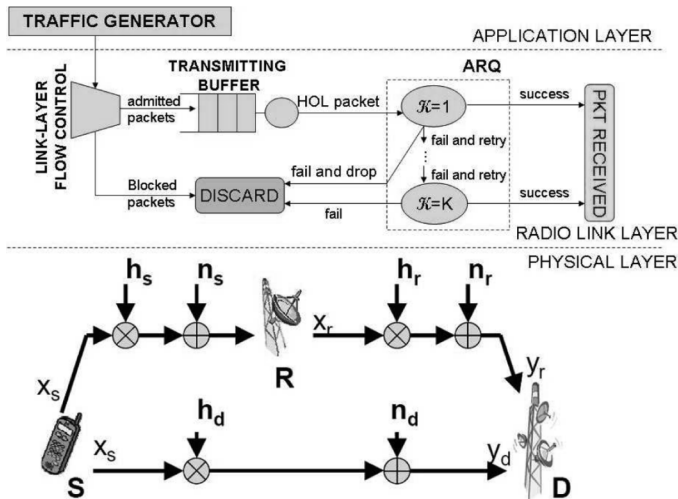 TRAFFIC GENERATOR
APPLICATION LAYER
LINK-LAYER
FLOW CONTROL
TRANSMITTING
BUFFER
ARQ
admitted
packets
HOL packet
𝒦=1
success
PKT RECEIVED
fail and retry
⋮
fail and retry
fail and drop
Blocked
packets
DISCARD
fail
𝒦=K
success
RADIO LINK LAYER
PHYSICAL LAYER
hs
ns
hr
nr
xr
R
yr
xs
hd
nd
xs
yd
S
D